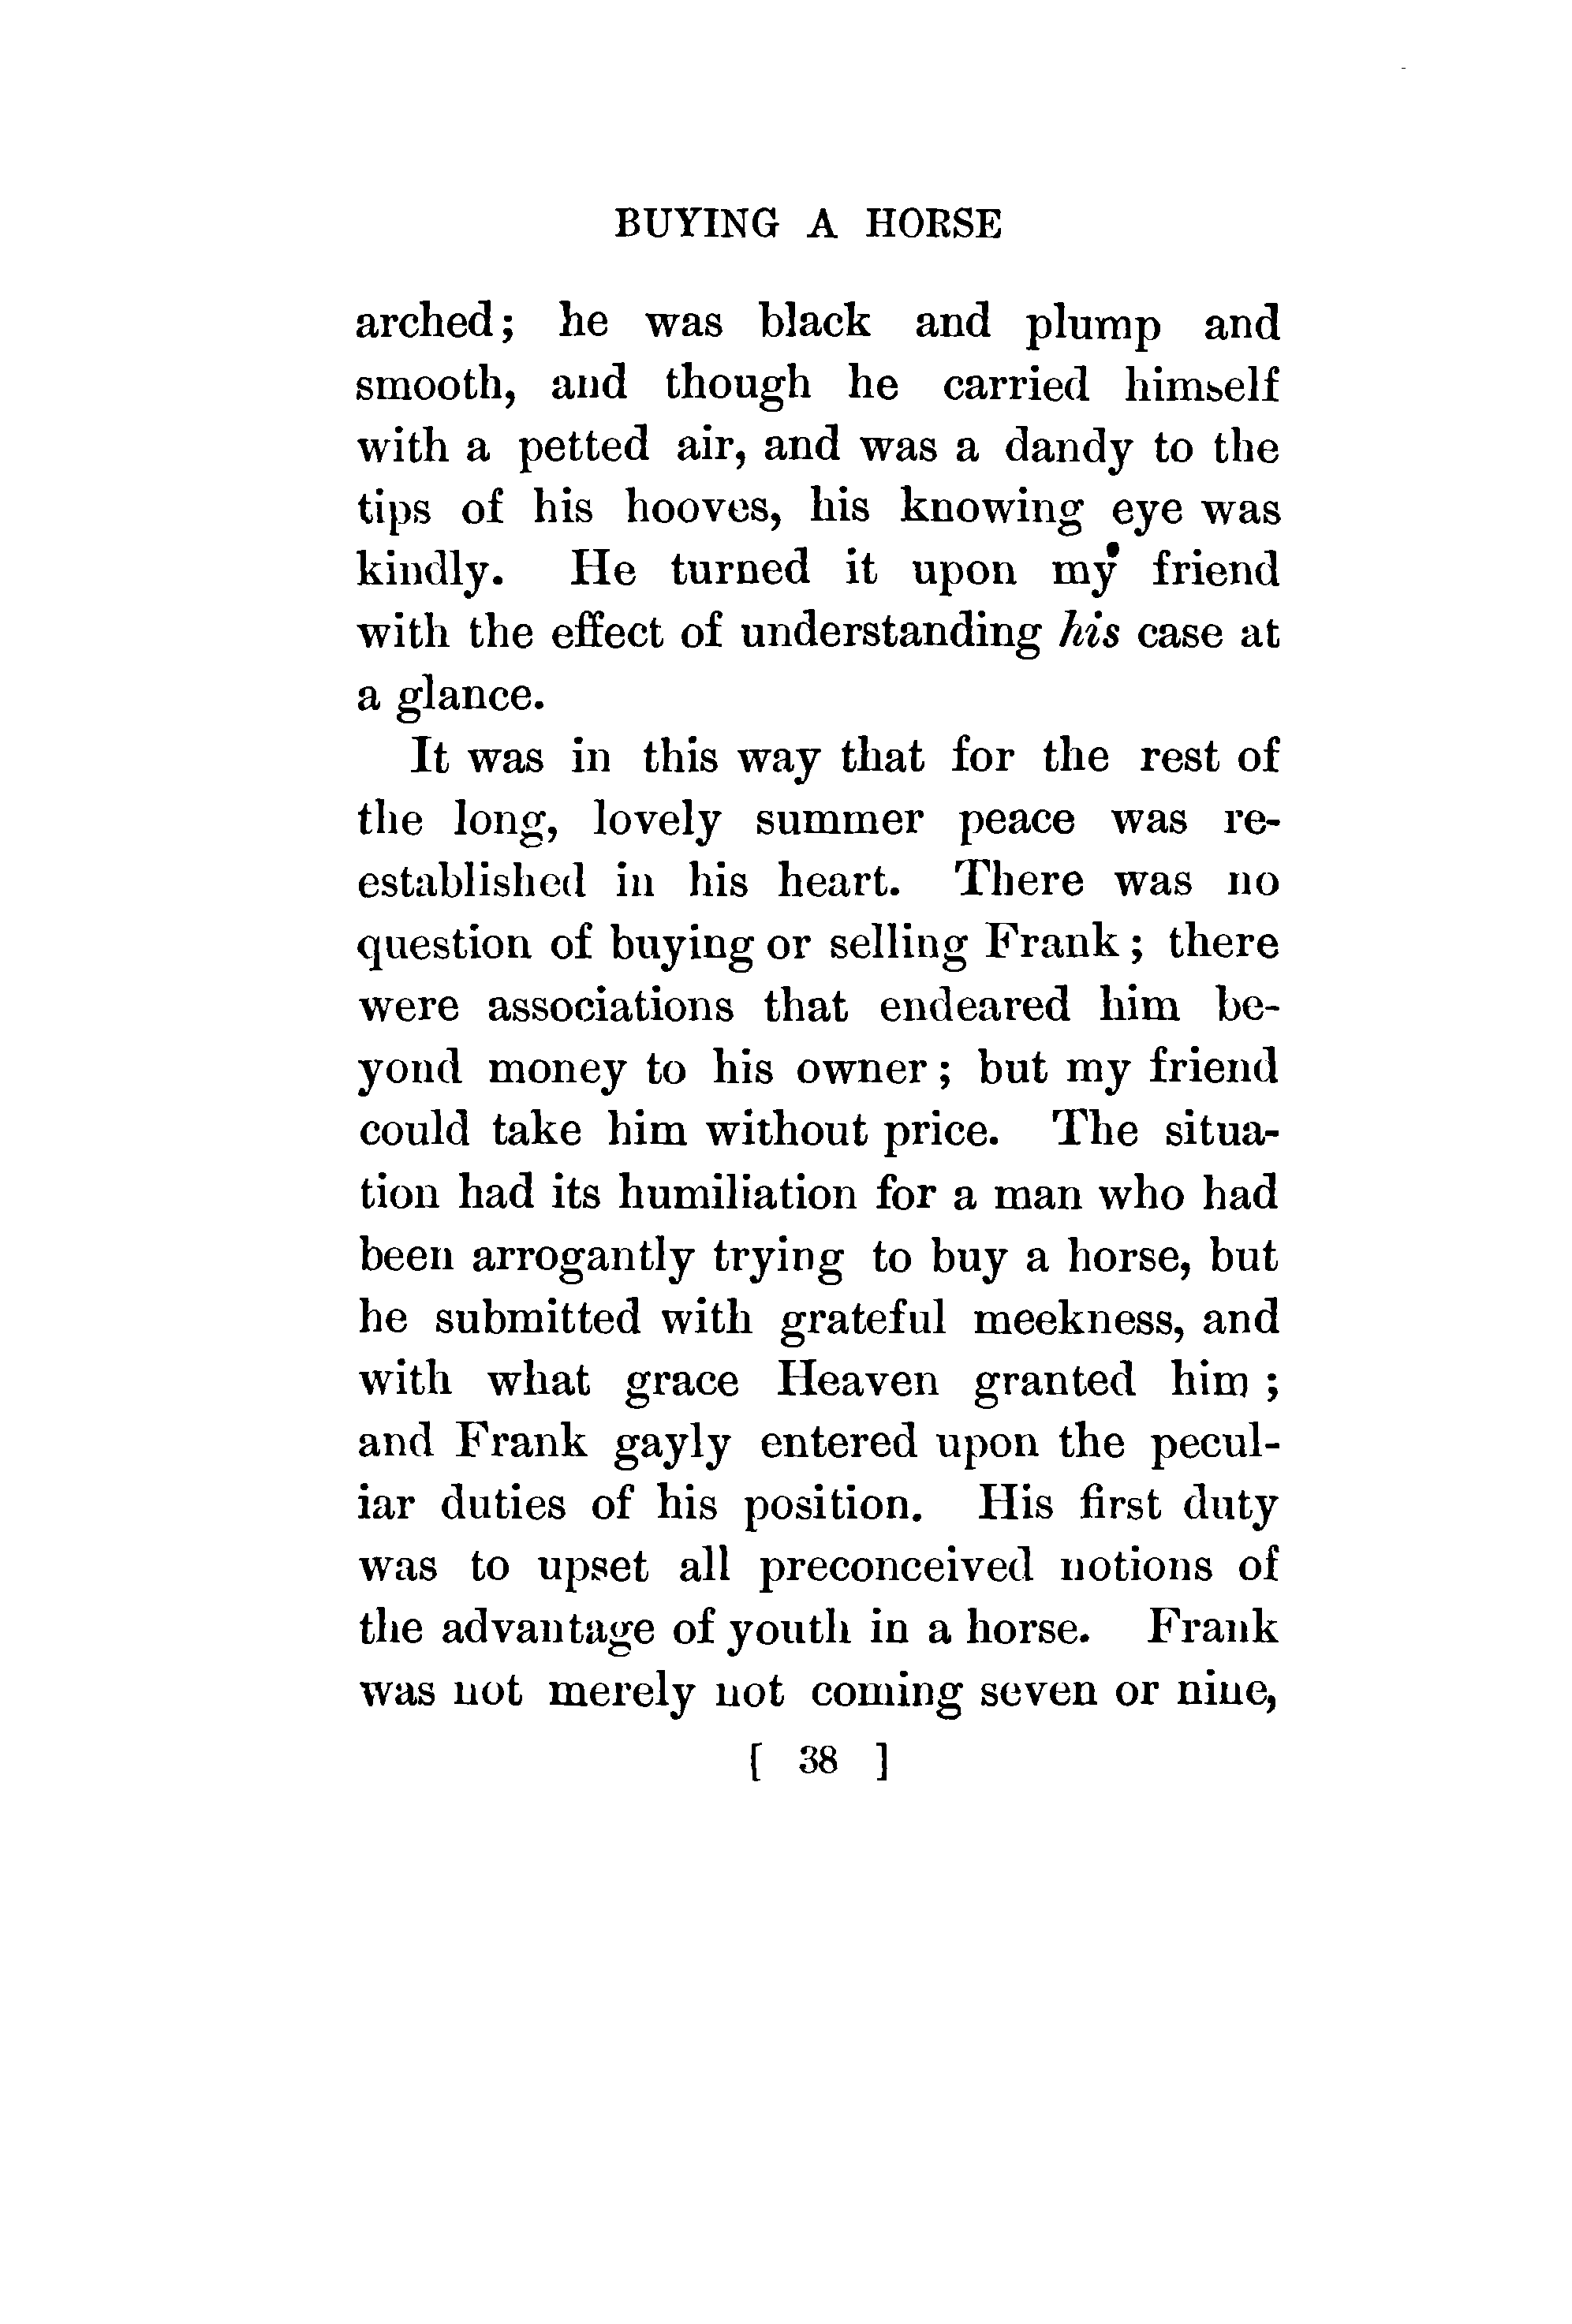 BUYING A HORSE
arched; he was black and plump and
smooth, and though he carried himself
with a petted air, and was a dandy to the
tips of his hooves, his knowing eye was
kindly. He turned it upon my friend
with the effect of understanding his case at
a glance.
It was in this way that for the rest of
the long, lovely summer peace was re-
established in his heart. There was no
question of buying or selling Frank; there
were associations that endeared him be-
yond money to his owner; but my friend
could take him without price. The situa-
tion had its humiliation for a man who had
been arrogantly trying to buy a horse, but
he submitted with grateful meekness, and
with what grace Heaven granted him;
and Frank gayly entered upon the pecul-
iar duties of his position. His first duty
was to upset all preconceived notions of
the advantage of youth in a horse. Frank
was not merely not coming seven or nine,
[ 38 ]